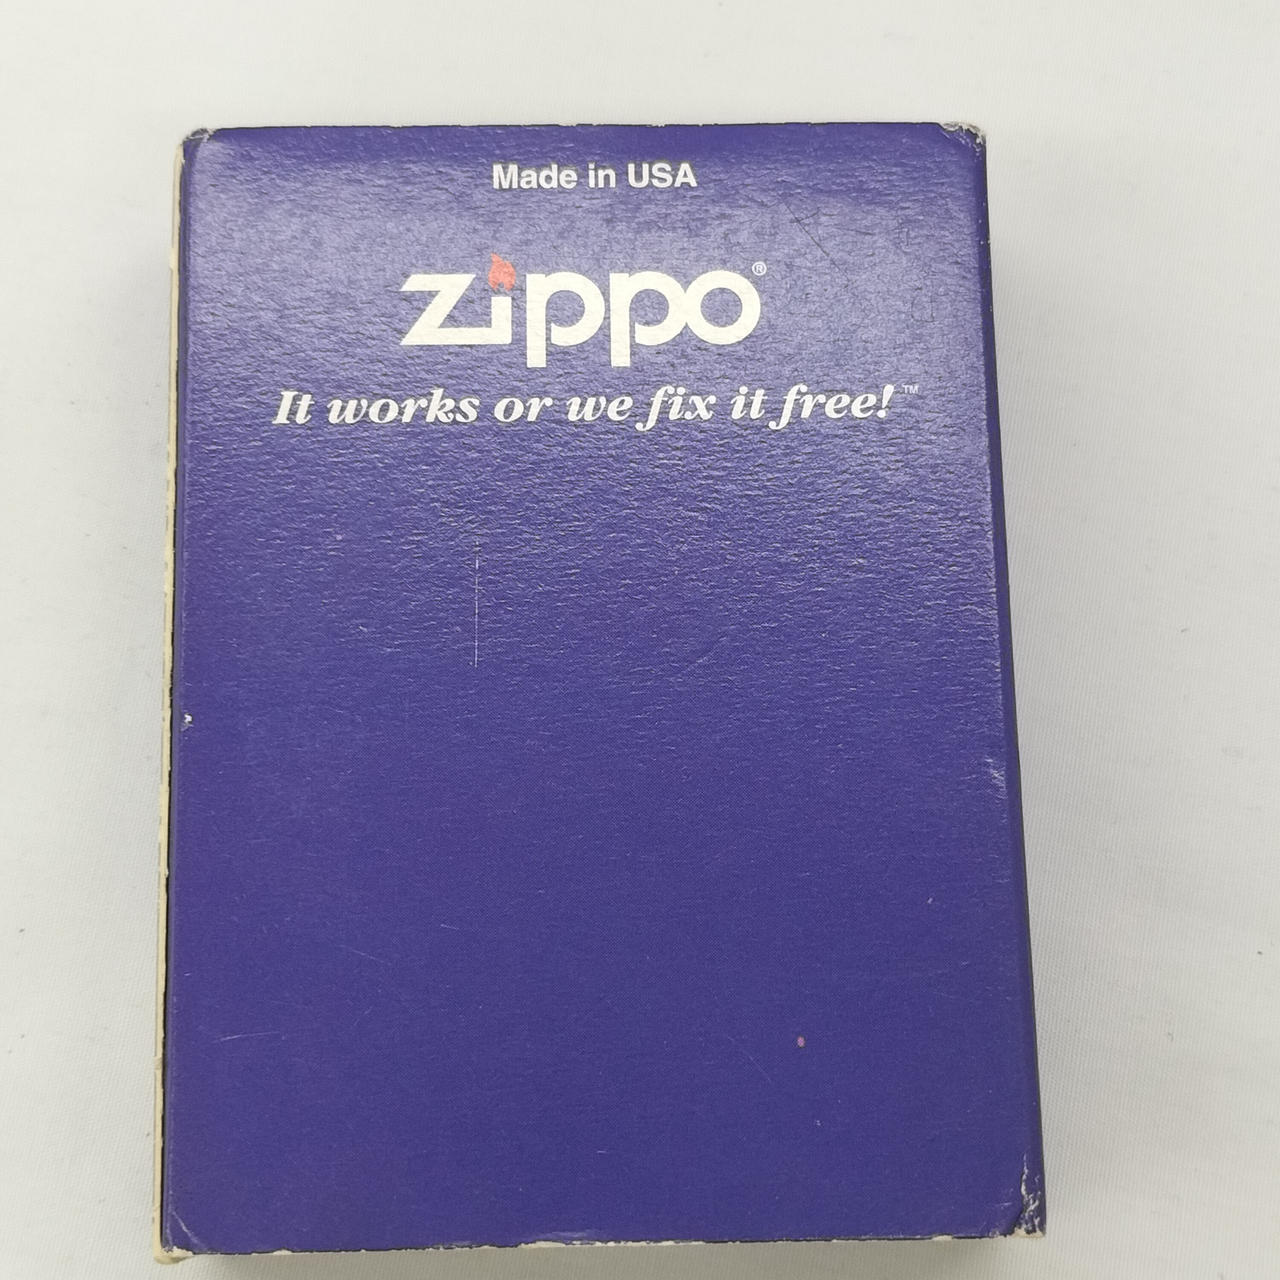 Made in USA
zippo®
It works or we fix it free!™